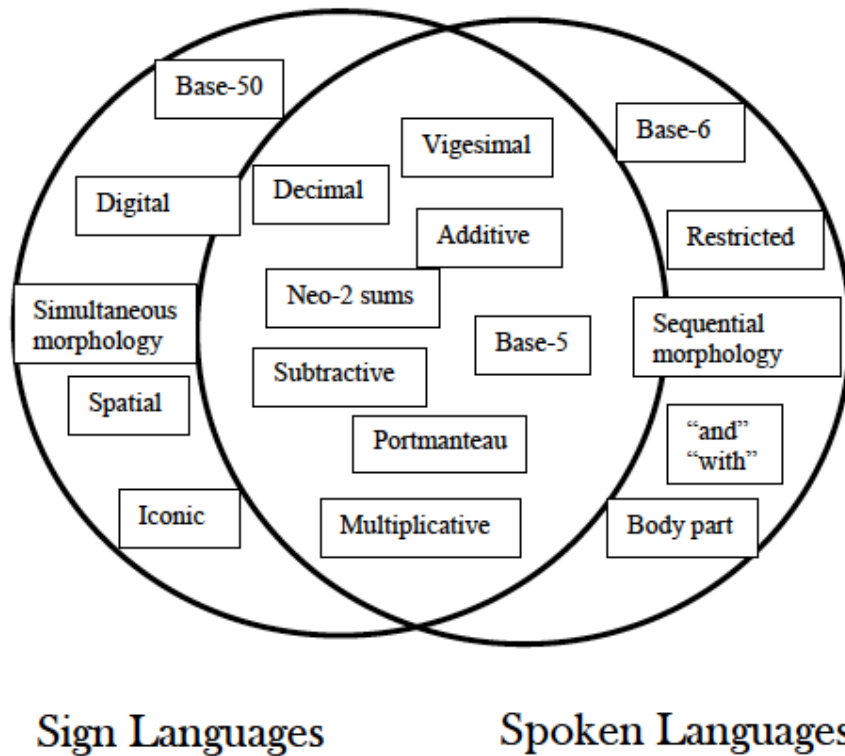 Base-50
Vigesimal
Base-6
Digital
Decimal
Additive
Restricted
Neo-2 sums
Simultaneous
morphology
Base-5
Sequential
morphology
Subtractive
Spatial
Portmanteau
“and”
“with”
Iconic
Multiplicative
Body part
Sign Languages
Spoken Languages